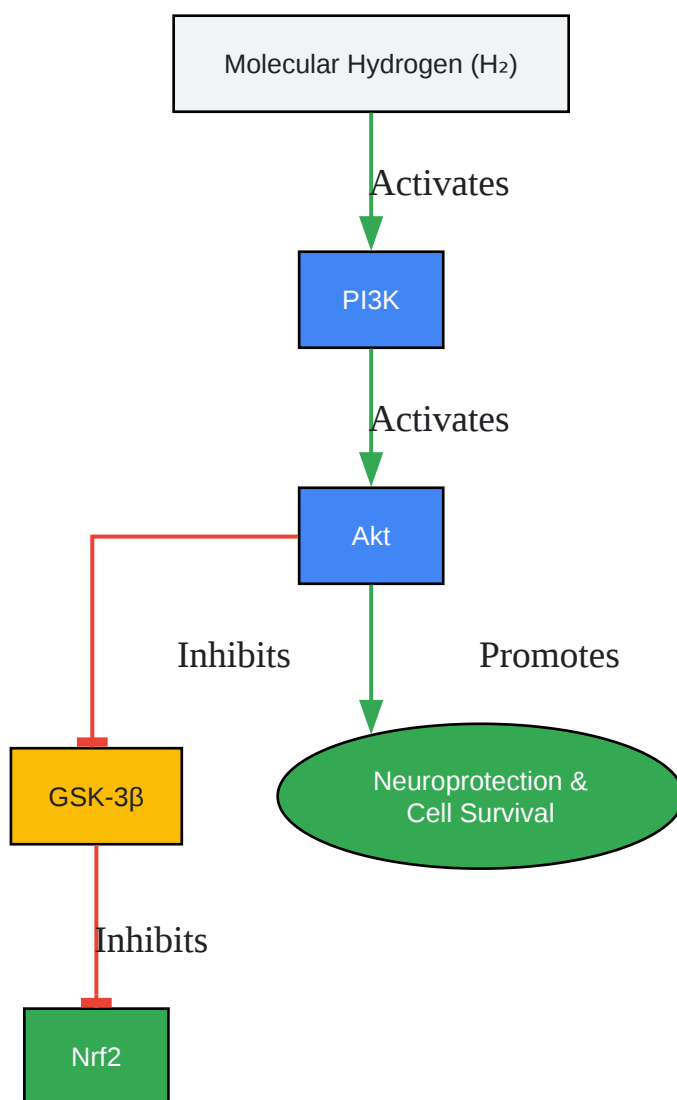 Molecular Hydrogen (H₂)
Activates
PI3K
Activates
Akt
Inhibits
Promotes
GSK-3β
Neuroprotection &
Cell Survival
Inhibits
Nrf2